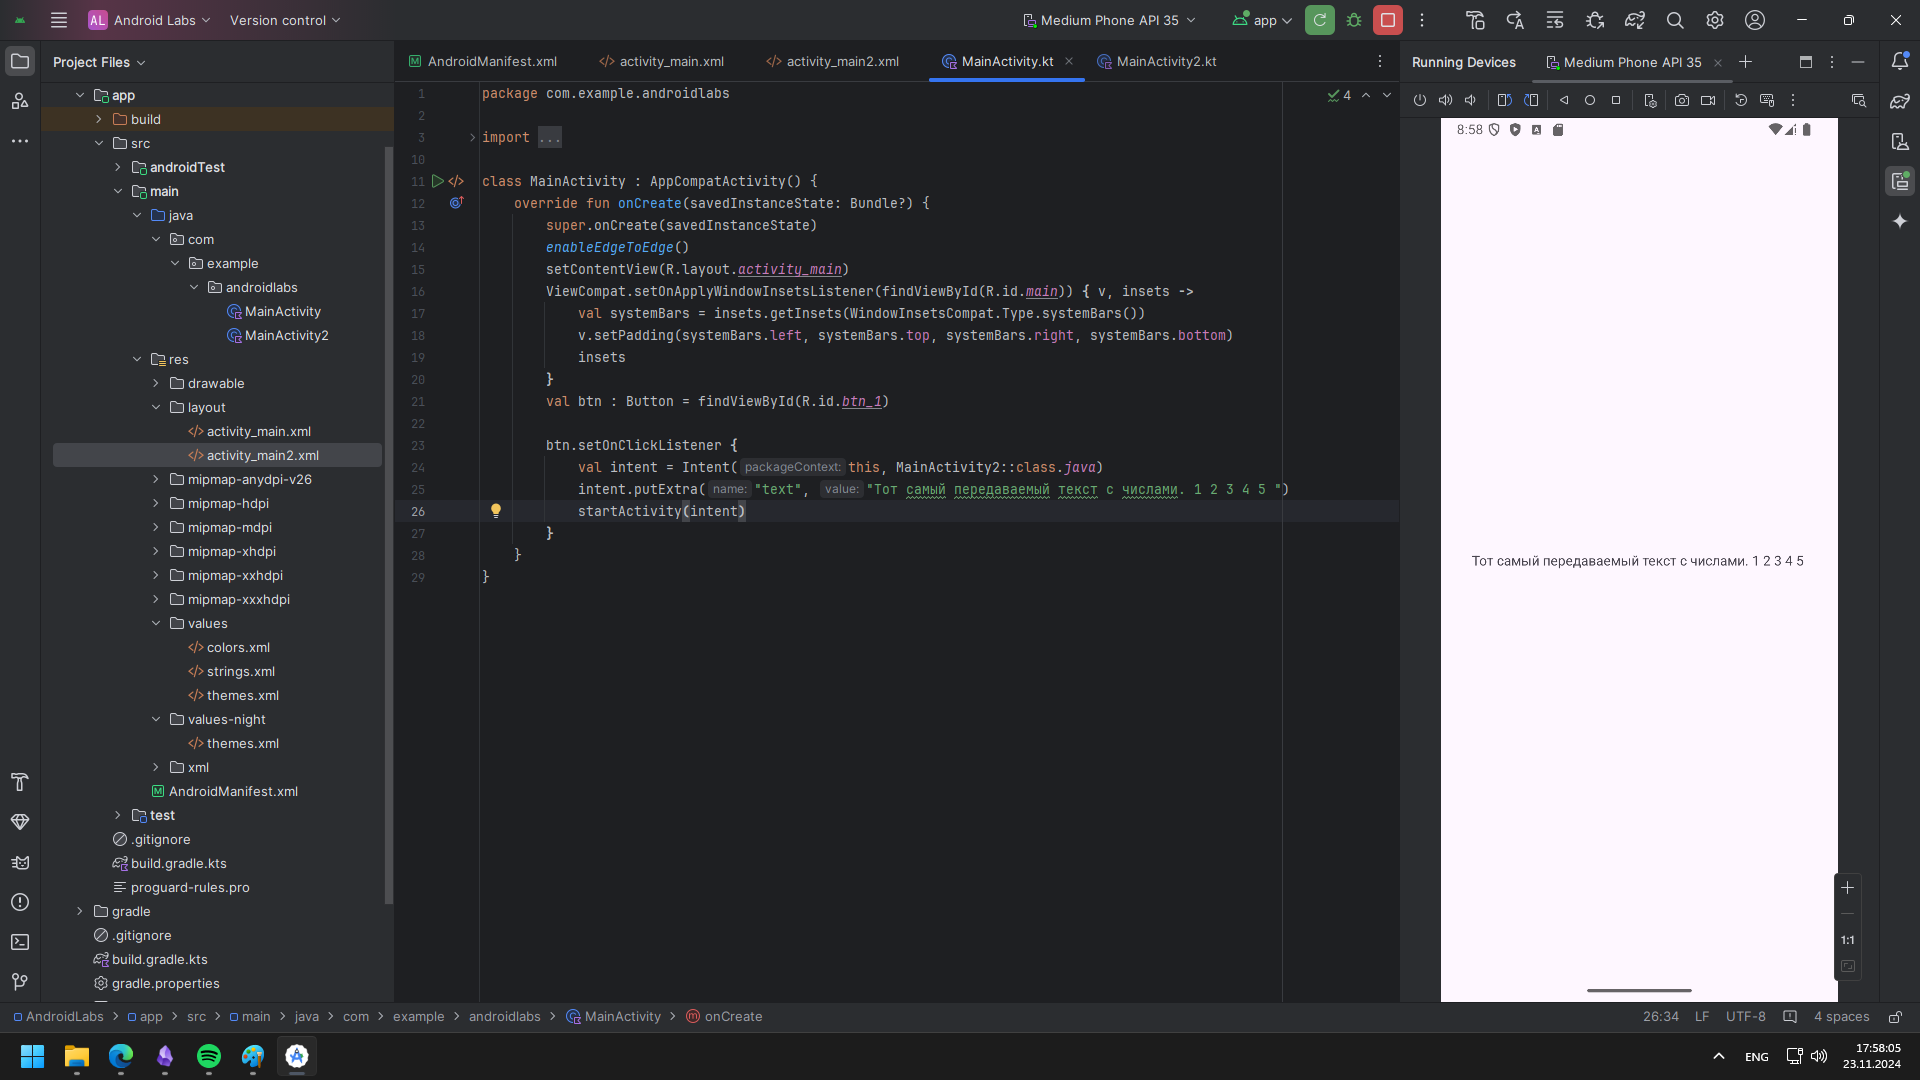 AL Android Labs
Version control
Medium Phone API 35
app
Project Files
app
build
src
androidTest
main
java
com
example
androidlabs
MainActivity
MainActivity2
res
drawable
layout
activity_main.xml
activity_main2.xml
mipmap-anydpi-v26
mipmap-hdpi
mipmap-mdpi
mipmap-xhdpi
mipmap-xxhdpi
mipmap-xxxhdpi
values
colors.xml
strings.xml
themes.xml
values-night
themes.xml
xml
AndroidManifest.xml
test
.gitignore
build.gradle.kts
proguard-rules.pro
gradle
.gitignore
build.gradle.kts
gradle.properties
AndroidManifest.xml
activity_main.xml
activity_main2.xml
MainActivity.kt
MainActivity2.kt
4
1 package com.example.androidlabs
2
3 import ...
10
11 class MainActivity : AppCompatActivity() {
12 override fun onCreate(savedInstanceState: Bundle?) {
13 super.onCreate(savedInstanceState)
14 enableEdgeToEdge()
15 setContentView(R.layout.activity_main)
16 ViewCompat.setOnApplyWindowInsetsListener(findViewById(R.id.main)) { v, insets ->
17 val systemBars = insets.getInsets(WindowInsetsCompat.Type.systemBars())
18 v.setPadding(systemBars.left, systemBars.top, systemBars.right, systemBars.bottom)
19 insets
20 }
21 val btn : Button = findViewById(R.id.btn_1)
22
23 btn.setOnClickListener {
24 val intent = Intent( packageContext: this, MainActivity2::class.java)
25 intent.putExtra( name: "text", value: "Тот самый передаваемый текст с числами. 1 2 3 4 5 ")
26 startActivity(intent)
27 }
28 }
29 }
Running Devices
Medium Phone API 35
8:58
Тот самый передаваемый текст с числами. 1 2 3 4 5
1:1
AndroidLabs > app > src > main > java > com > example > androidlabs > MainActivity > onCreate
26:34 LF UTF-8 4 spaces
ENG
17:58:05
23.11.2024